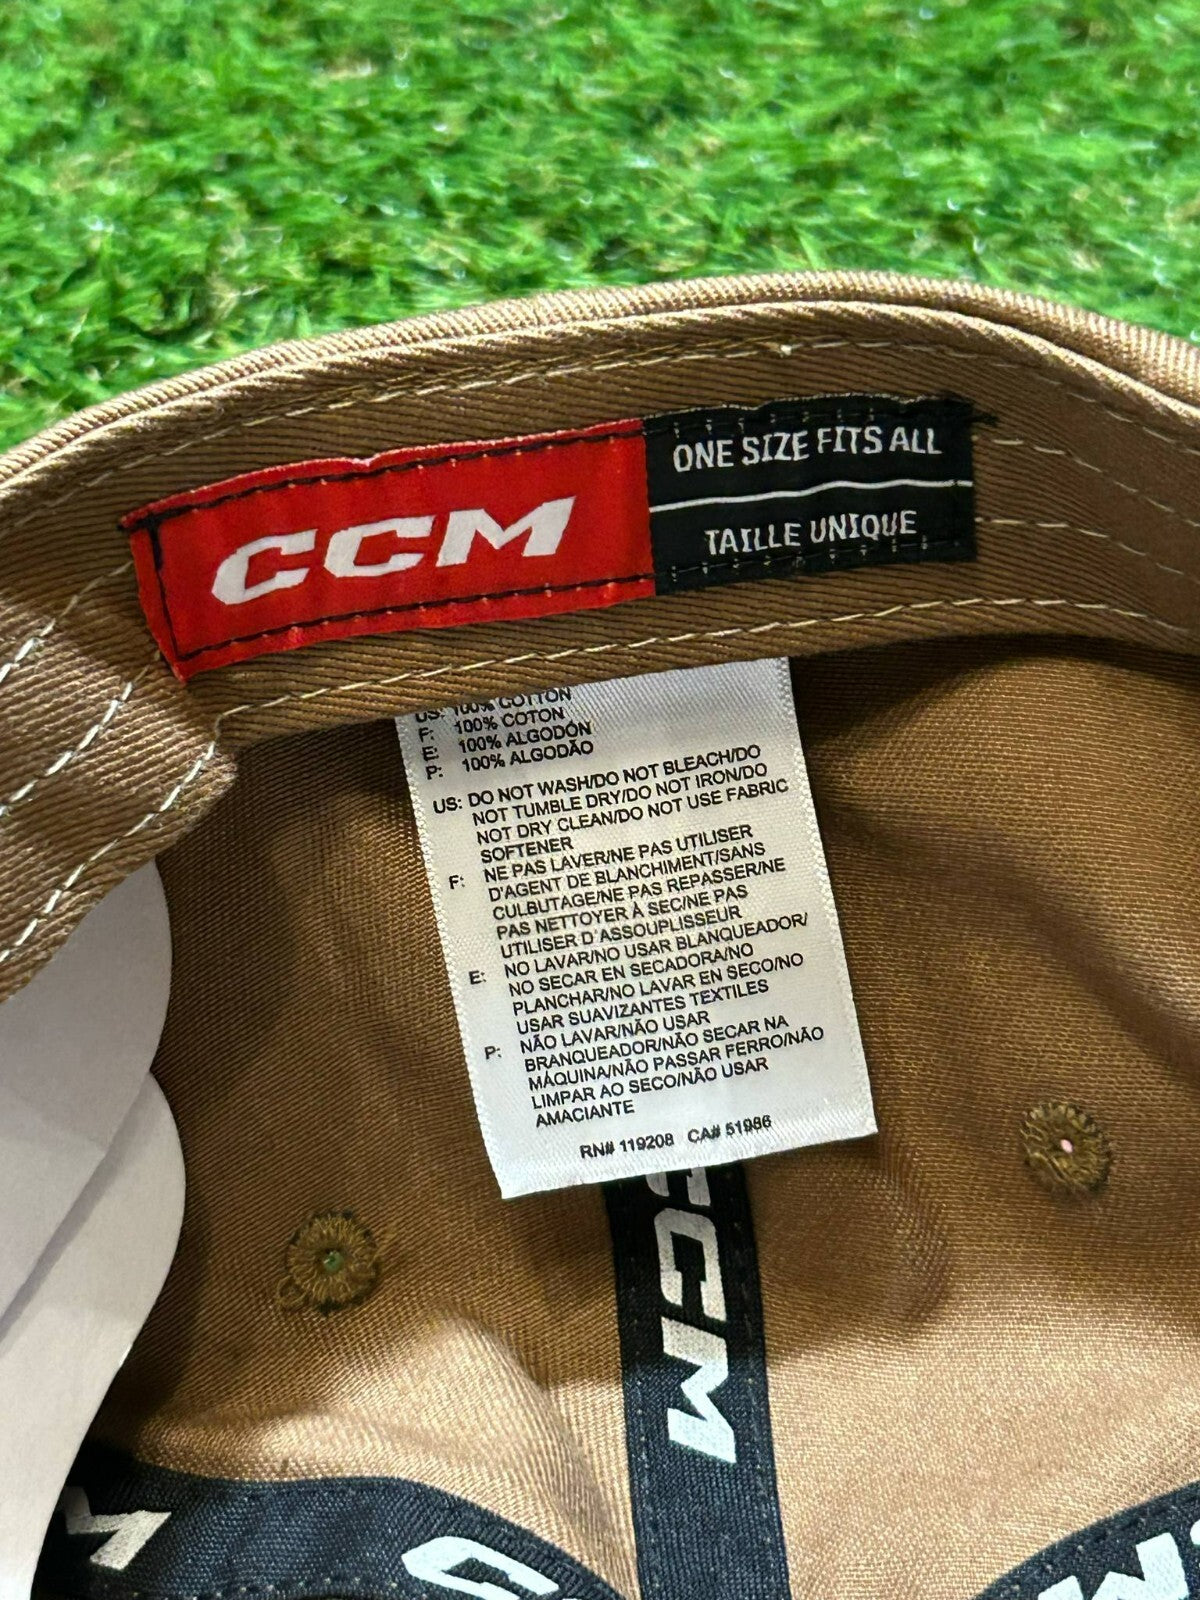 CCM
ONE SIZE FITS ALL
TAILLE UNIQUE
US: 100% COTTON
F: 100% COTON
E: 100% ALGODÓN
P: 100% ALGODÃO
US: DO NOT WASH/DO NOT BLEACH/DO
NOT TUMBLE DRY/DO NOT IRON/DO
NOT DRY CLEAN/DO NOT USE FABRIC
SOFTENER
F: NE PAS LAVER/NE PAS UTILISER
D'AGENT DE BLANCHIMENT/SANS
CULBUTAGE/NE PAS REPASSER/NE
PAS NETTOYER À SEC/NE PAS
UTILISER D'ASSOUPLISSEUR
E: NO LAVAR/NO USAR BLANQUEADOR/
NO SECAR EN SECADORA/NO
PLANCHAR/NO LAVAR EN SECO/NO
USAR SUAVIZANTES TEXTILES
P: NÃO LAVAR/NÃO USAR
BRANQUEADOR/NÃO SECAR NA
MÁQUINA/NÃO PASSAR FERRO/NÃO
LIMPAR AO SECO/NÃO USAR
AMACIANTE
RN# 119208 CA# 51986
CCM
M
C
M